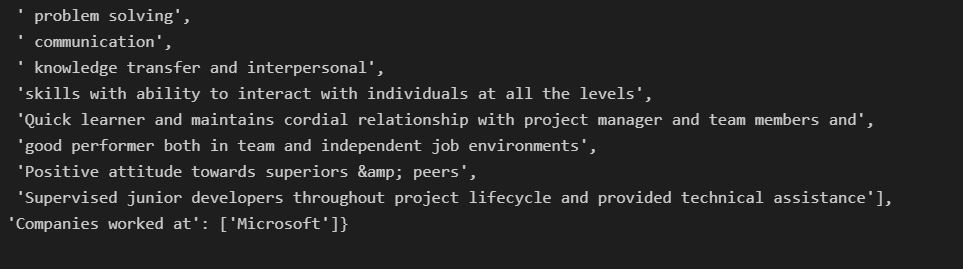 ' problem solving',
' communication',
' knowledge transfer and interpersonal',
'skills with ability to interact with individuals at all the levels',
'Quick learner and maintains cordial relationship with project manager and team members and',
'good performer both in team and independent job environments',
'Positive attitude towards superiors &amp; peers',
'Supervised junior developers throughout project lifecycle and provided technical assistance'],
'Companies worked at': ['Microsoft']}